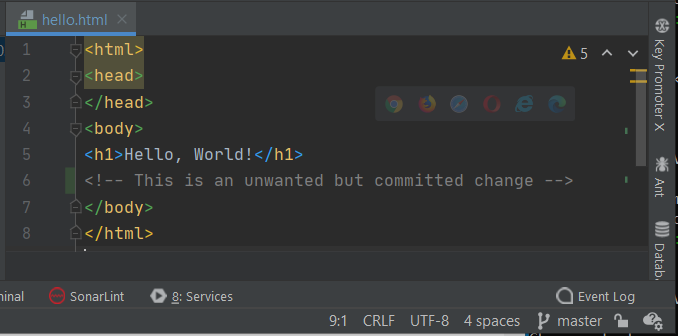 hello.html
5
1 <html>
2 <head>
3 </head>
4 <body>
5 <h1>Hello, World!</h1>
6 <!-- This is an unwanted but committed change -->
7 </body>
8 </html>
Key Promoter X
Ant
Datab
minal SonarLint 8: Services Event Log
9:1 CRLF UTF-8 4 spaces master